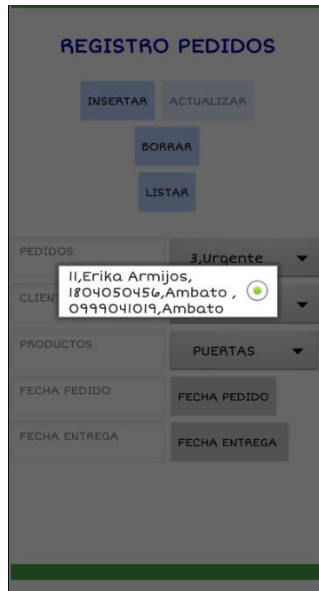 REGISTRO PEDIDOS
INSERTAR ACTUALIZAR
BORRAR
LISTAR
PEDIDOS 3,Urgente
11,Erika Armijos,
1804050456,Ambato ,
0999041019,Ambato
PRODUCTOS PUERTAS
FECHA PEDIDO FECHA PEDIDO
FECHA ENTREGA FECHA ENTREGA